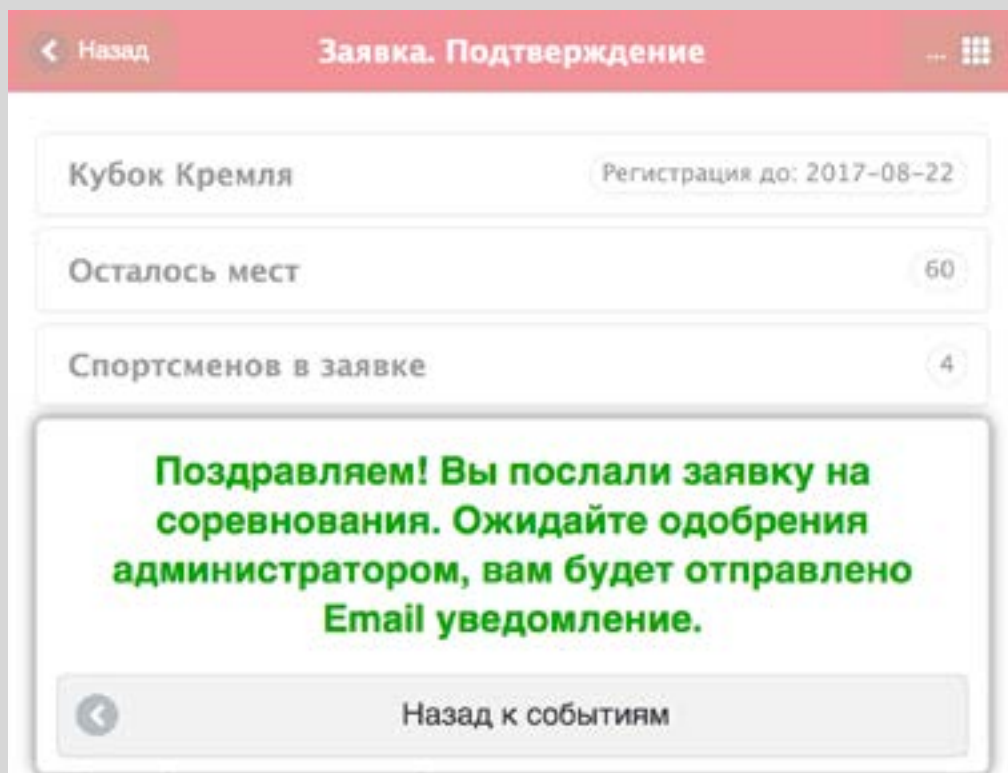 Назад Заявка. Подтверждение ...
Кубок Кремля Регистрация до: 2017-08-22
Осталось мест 60
Спортсменов в заявке 4
Поздравляем! Вы послали заявку на
соревнования. Ожидайте одобрения
администратором, вам будет отправлено
Email уведомление.
Назад к событиям